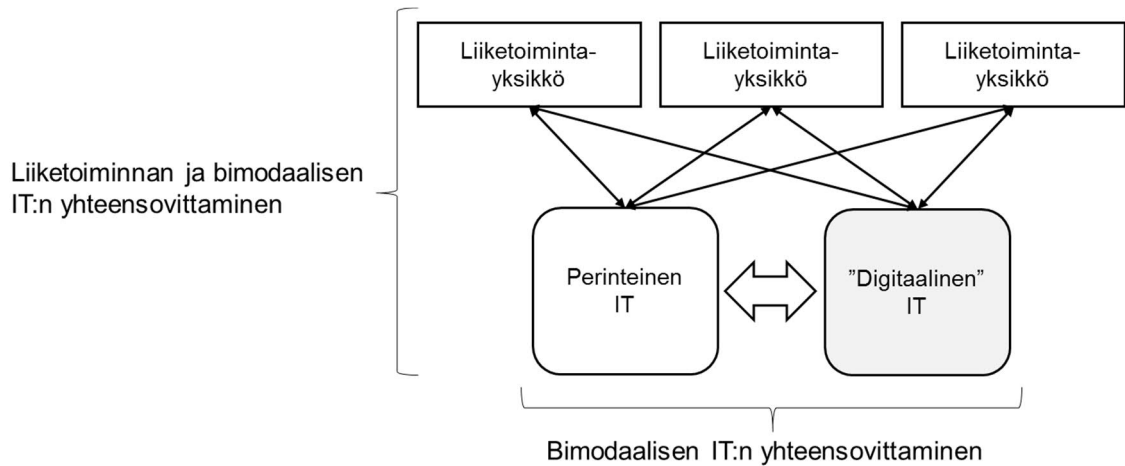 Liiketoiminta-
yksikkö
Liiketoiminta-
yksikkö
Liiketoiminta-
yksikkö
Liiketoiminnan ja bimodaalisen
IT:n yhteensovittaminen
Perinteinen
IT
”Digitaalinen”
IT
Bimodaalisen IT:n yhteensovittaminen